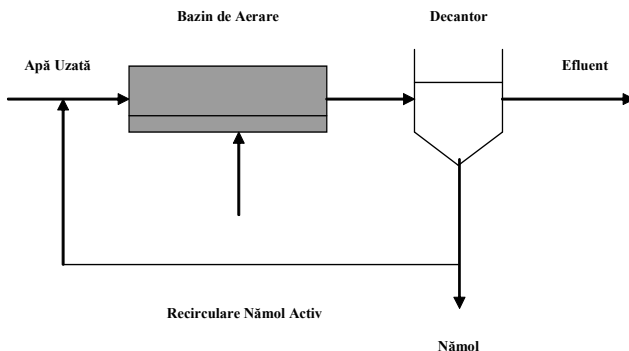 Bazin de Aerare
Decantor
Apă Uzată
Efluent
Recirculare Nămol Activ
Nămol